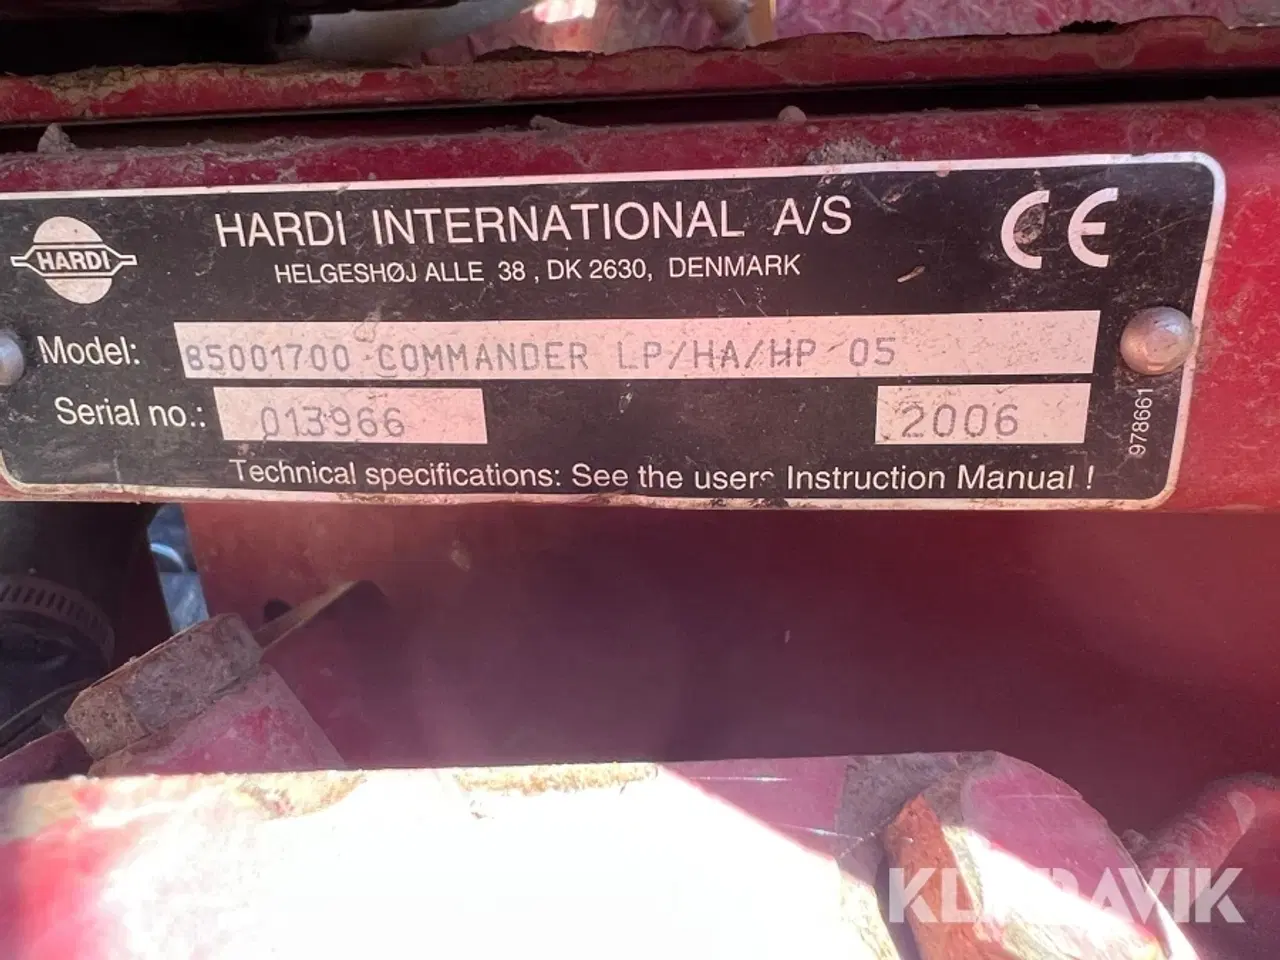 HARDI INTERNATIONAL A/S
HARDI
HELGESHØJ ALLE 38 , DK 2630, DENMARK
CE
Model: 85001700 COMMANDER LP/HA/HP 05
Serial no.: 013966 2006
978661
Technical specifications: See the users Instruction Manual !
KLARAVIK